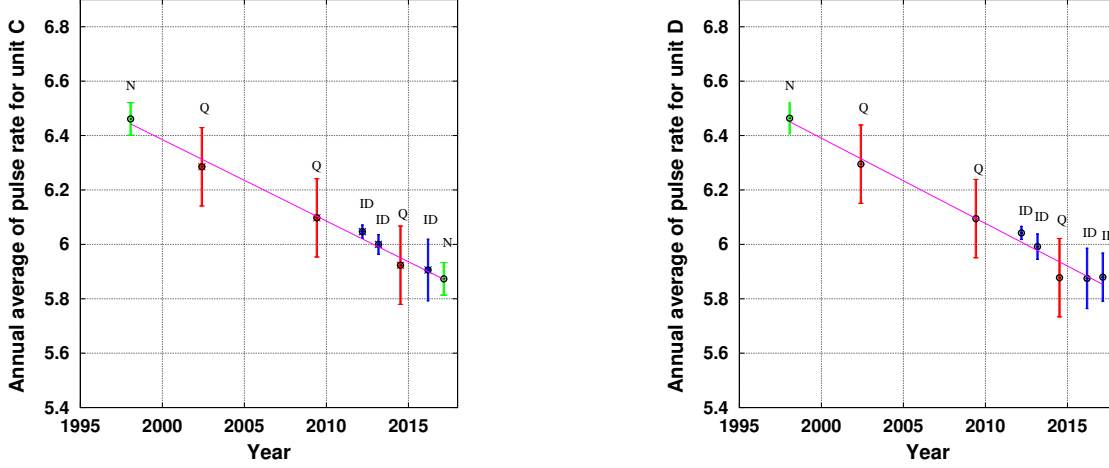 Annual average of pulse rate for unit C
6.8
6.6
6.4
6.2
6
5.8
5.6
5.4
N
Q
Q
ID
ID
Q
ID
N
1995
2000
2005
2010
2015
Year
Annual average of pulse rate for unit D
6.8
6.6
6.4
6.2
6
5.8
5.6
5.4
N
Q
Q
ID
ID
Q
ID
1995
2000
2005
2010
2015
Year